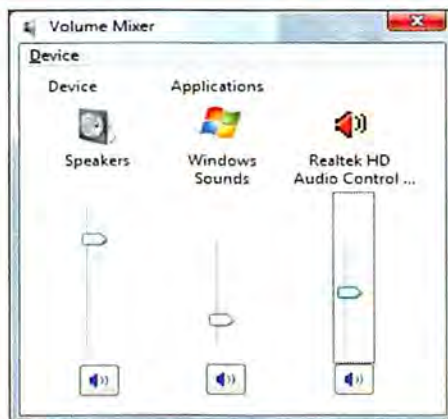 Volume Mixer
Device
Device Applications
Speakers Windows Sounds Realtek HD Audio Control ...